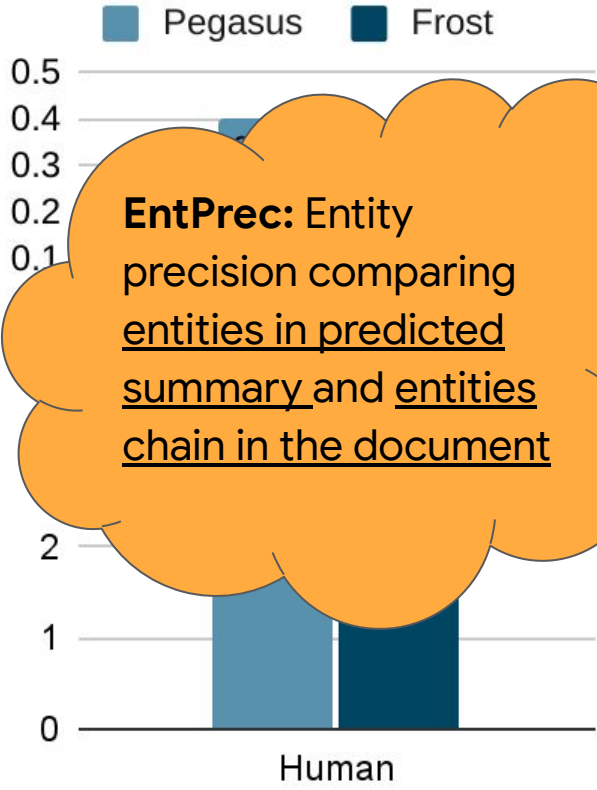 Pegasus Frost
0.5
0.4
0.3
0.2
0.1
EntPrec: Entity
precision comparing
entities in predicted
summary and entities
chain in the document
2
1
0
Human